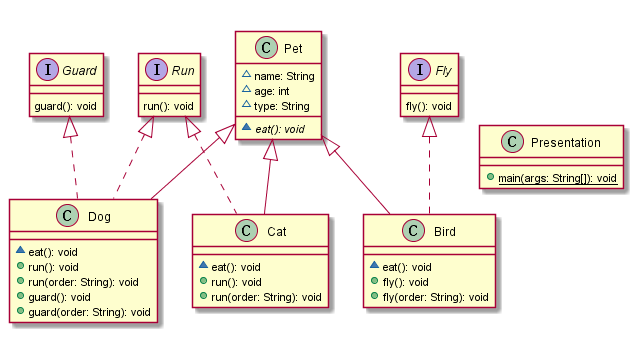 I Guard
guard(): void
I Run
run(): void
C Pet
name: String
age: int
type: String
eat(): void
I Fly
fly(): void
C Presentation
main(args: String[]): void
C Dog
eat(): void
run(): void
run(order: String): void
guard(): void
guard(order: String): void
C Cat
eat(): void
run(): void
run(order: String): void
C Bird
eat(): void
fly(): void
fly(order: String): void